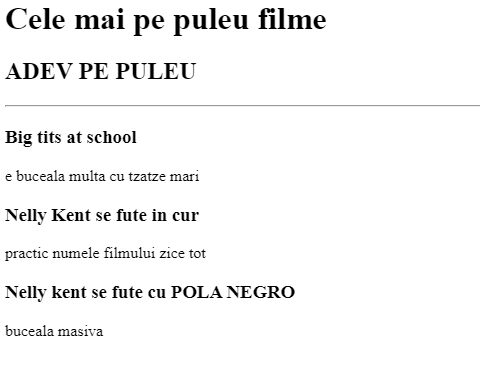 Cele mai pe puleu filme
ADEV PE PULEU
Big tits at school
e buceala multa cu tzatze mari
Nelly Kent se fute in cur
practic numele filmului zice tot
Nelly kent se fute cu POLA NEGRO
buceala masiva